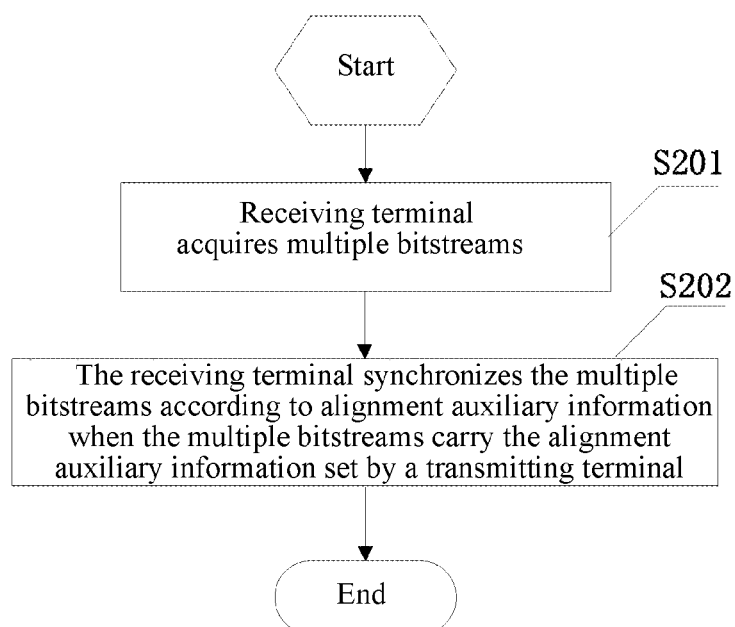 Start
S201
Receiving terminal
acquires multiple bitstreams
S202
The receiving terminal synchronizes the multiple
bitstreams according to alignment auxiliary information
when the multiple bitstreams carry the alignment
auxiliary information set by a transmitting terminal
End